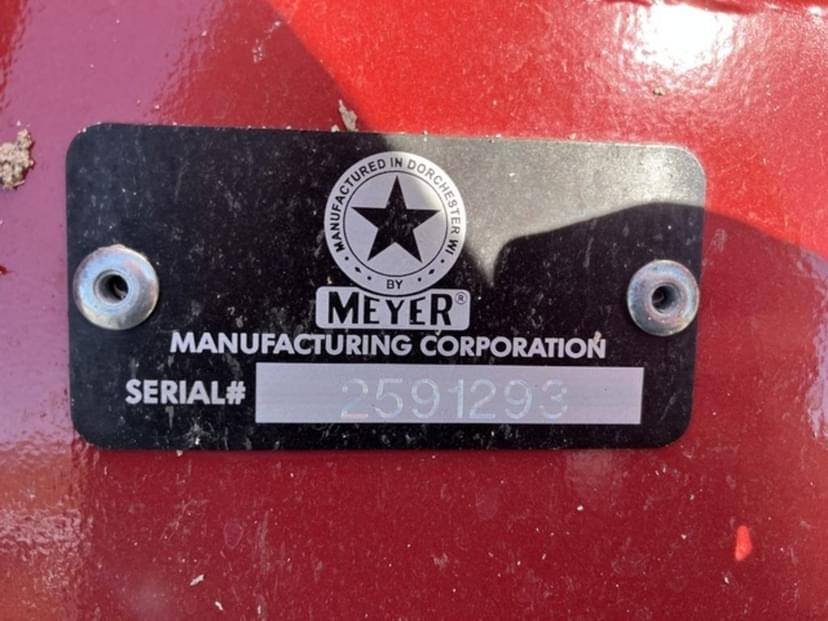 MANUFACTURED IN DORCHESTER WI
BY
MEYER®
MANUFACTURING CORPORATION
SERIAL# 2591293